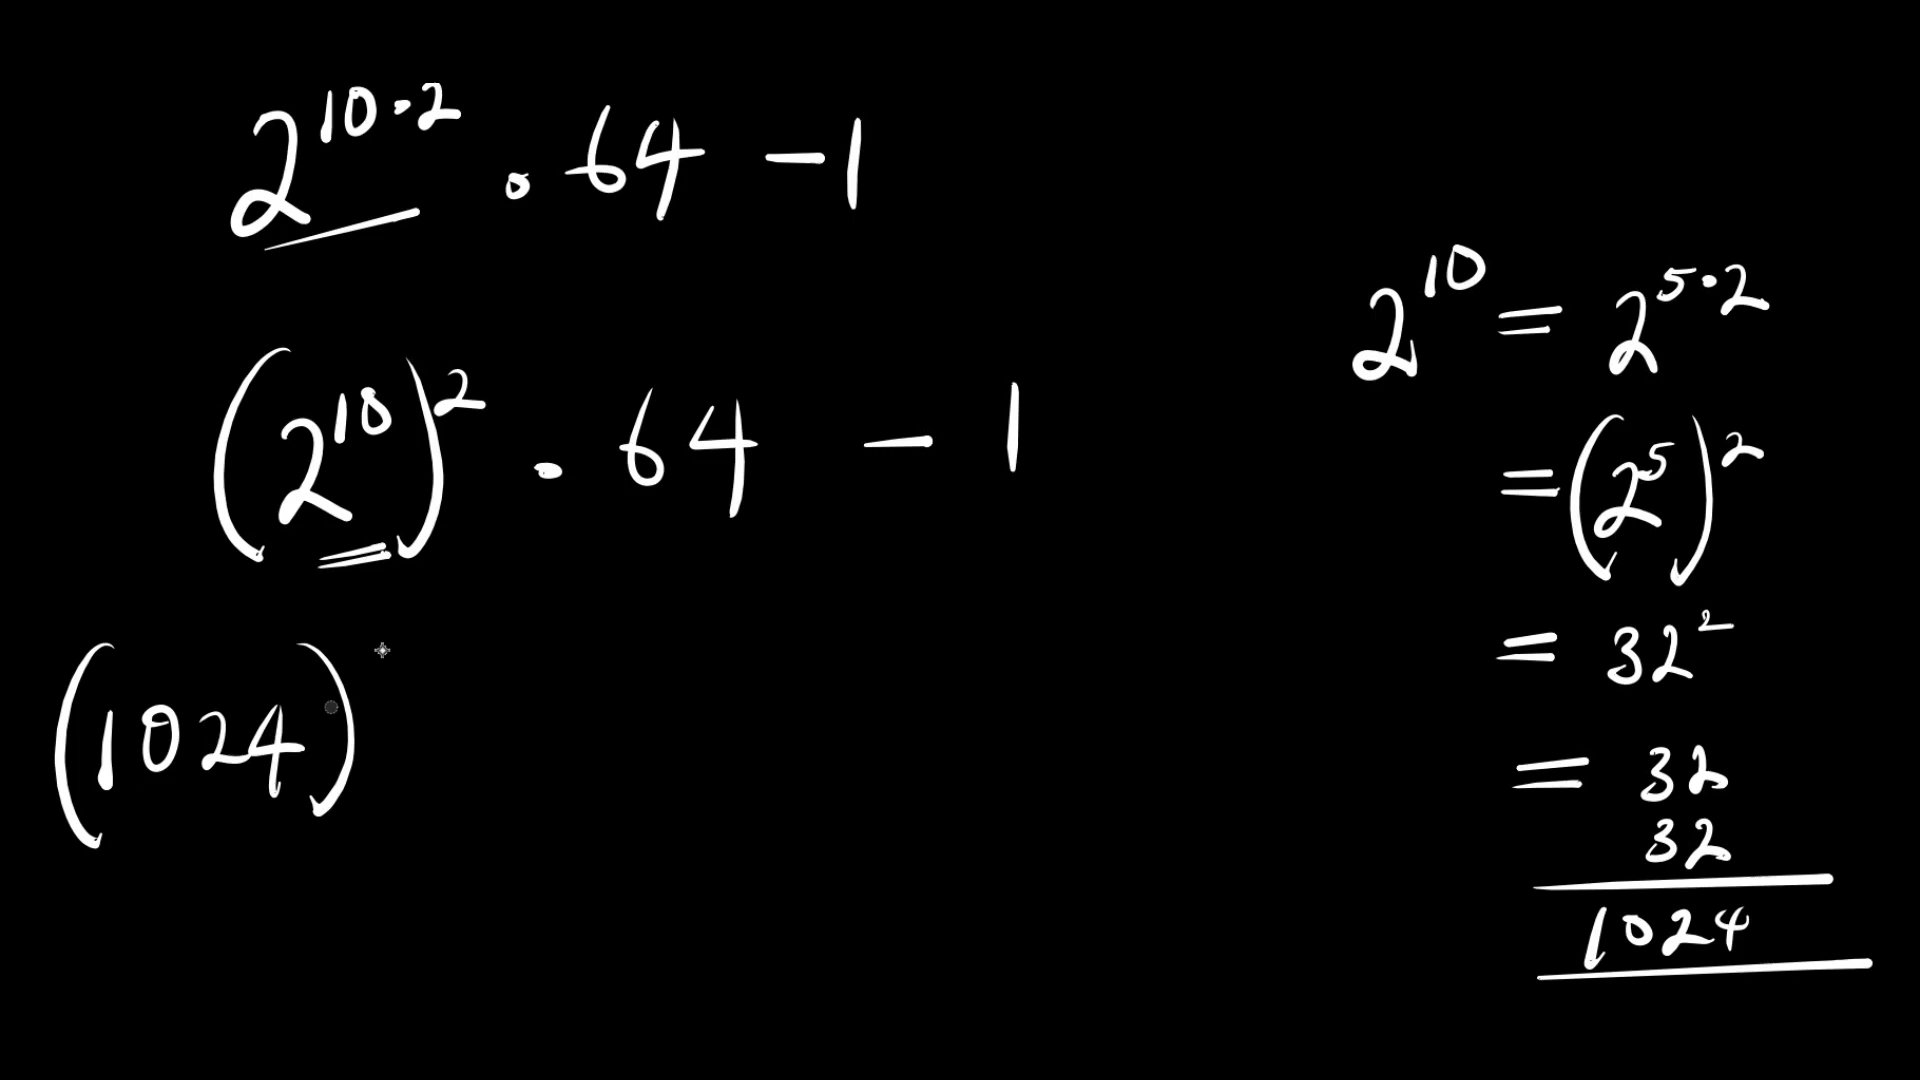 2^{10·2} · 64 - 1
(2^{10})^2 · 64 - 1
(1024)
2^{10} = 2^{5·2}
= (2^5)^2
= 32^2
= 32
32
1024